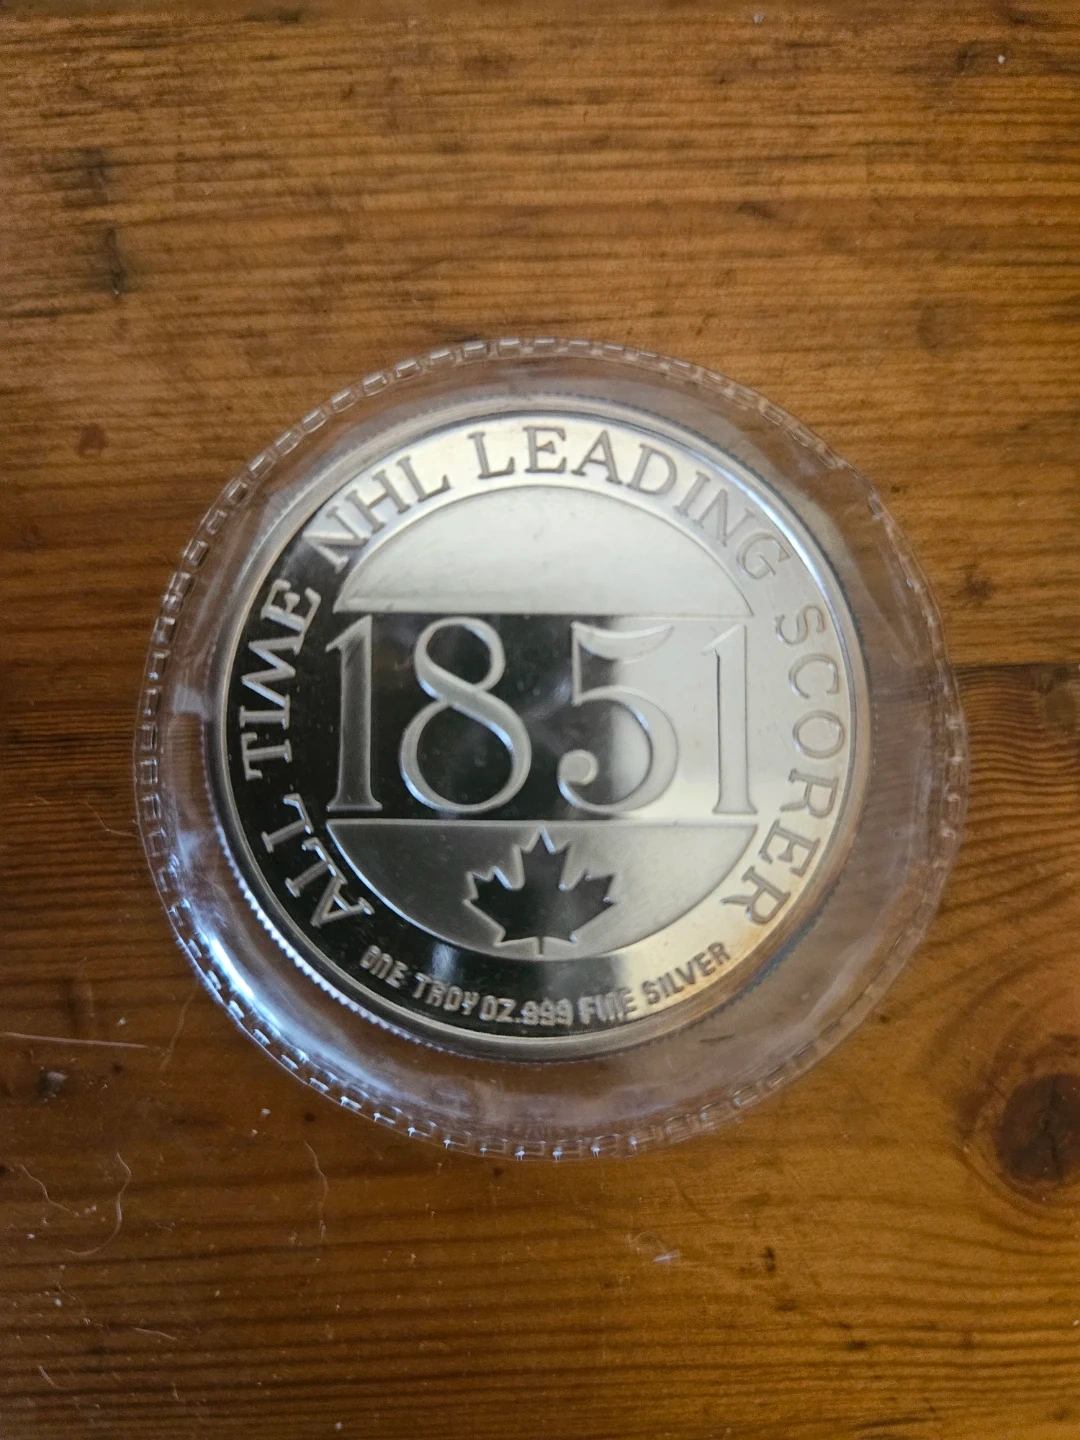 ALL TIME NHL LEADING SCORER
1851
ONE TROY OZ .999 FINE SILVER